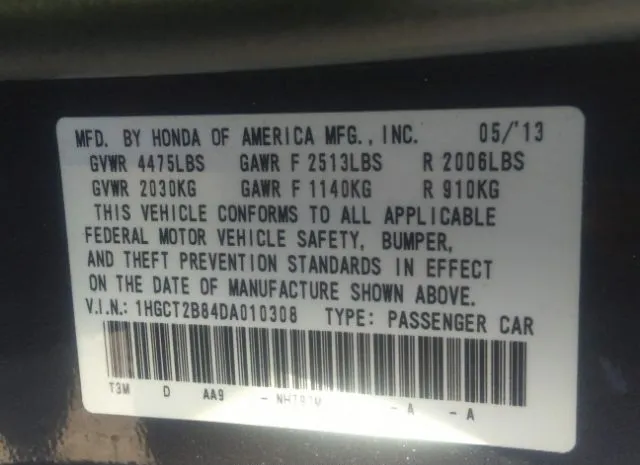 MFD. BY HONDA OF AMERICA MFG., INC. 05/'13
GVWR 4475LBS GAWR F 2513LBS R 2006LBS
GVWR 2030KG GAWR F 1140KG R 910KG
THIS VEHICLE CONFORMS TO ALL APPLICABLE
FEDERAL MOTOR VEHICLE SAFETY, BUMPER,
AND THEFT PREVENTION STANDARDS IN EFFECT
ON THE DATE OF MANUFACTURE SHOWN ABOVE.
V.I.N.: 1HGCT2B84DA010308 TYPE: PASSENGER CAR
T3M D AA9 - - A - A